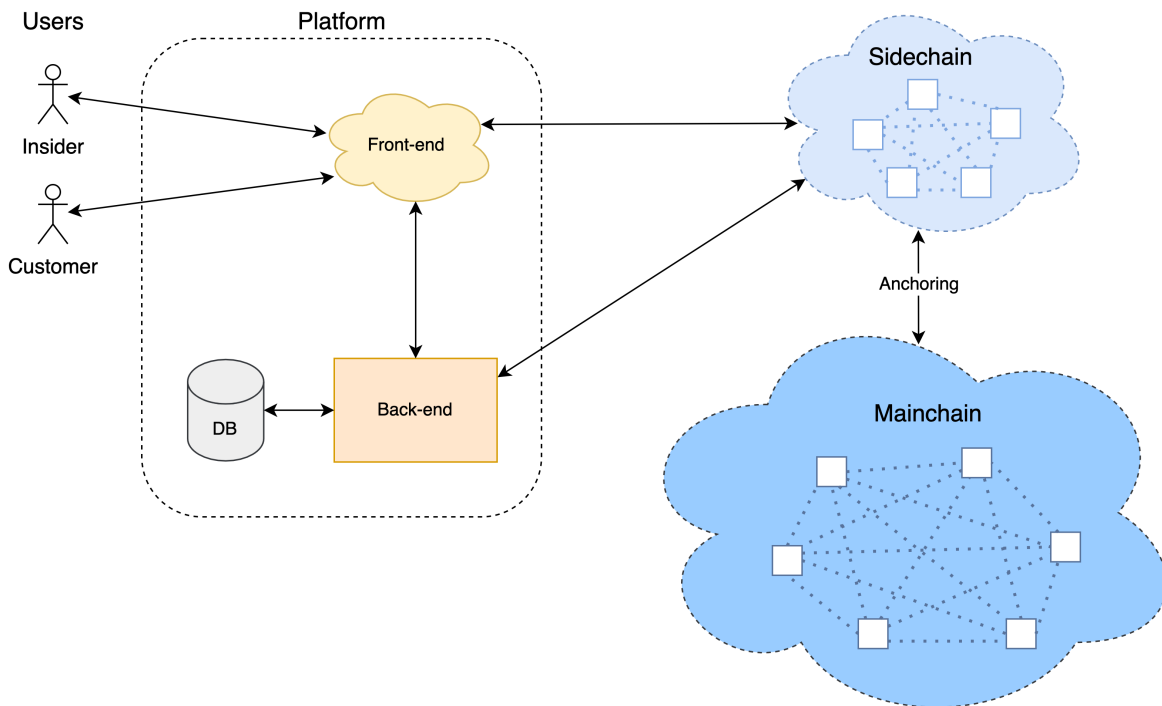 Users
Platform
Sidechain
Insider
Front-end
Customer
Anchoring
DB
Back-end
Mainchain